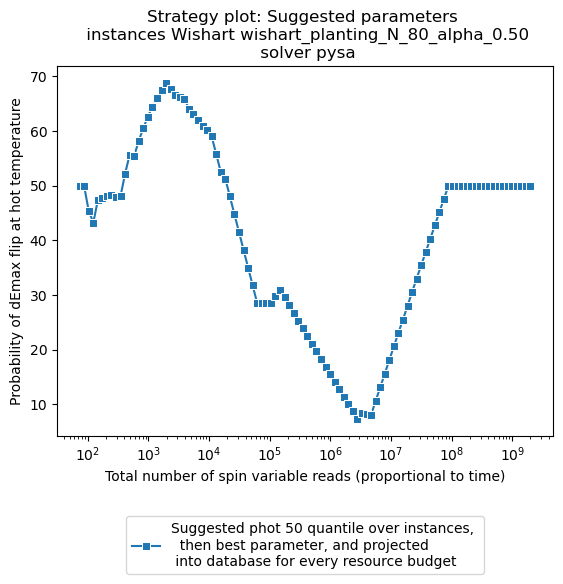 Strategy plot: Suggested parameters
instances Wishart wishart_planting_N_80_alpha_0.50
solver pysa
Probability of dEmax flip at hot temperature
70
60
50
40
30
20
10
10² 10³ 10⁴ 10⁵ 10⁶ 10⁷ 10⁸ 10⁹
Total number of spin variable reads (proportional to time)
Suggested phot 50 quantile over instances,
then best parameter, and projected
into database for every resource budget